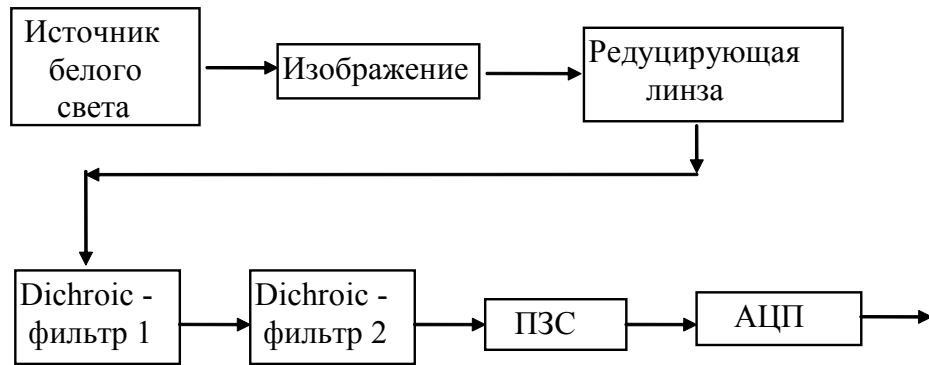 Источник
белого
света
Изображение
Редуцирующая
линза
Dichroic -
фильтр 1
Dichroic -
фильтр 2
ПЗС
АЦП